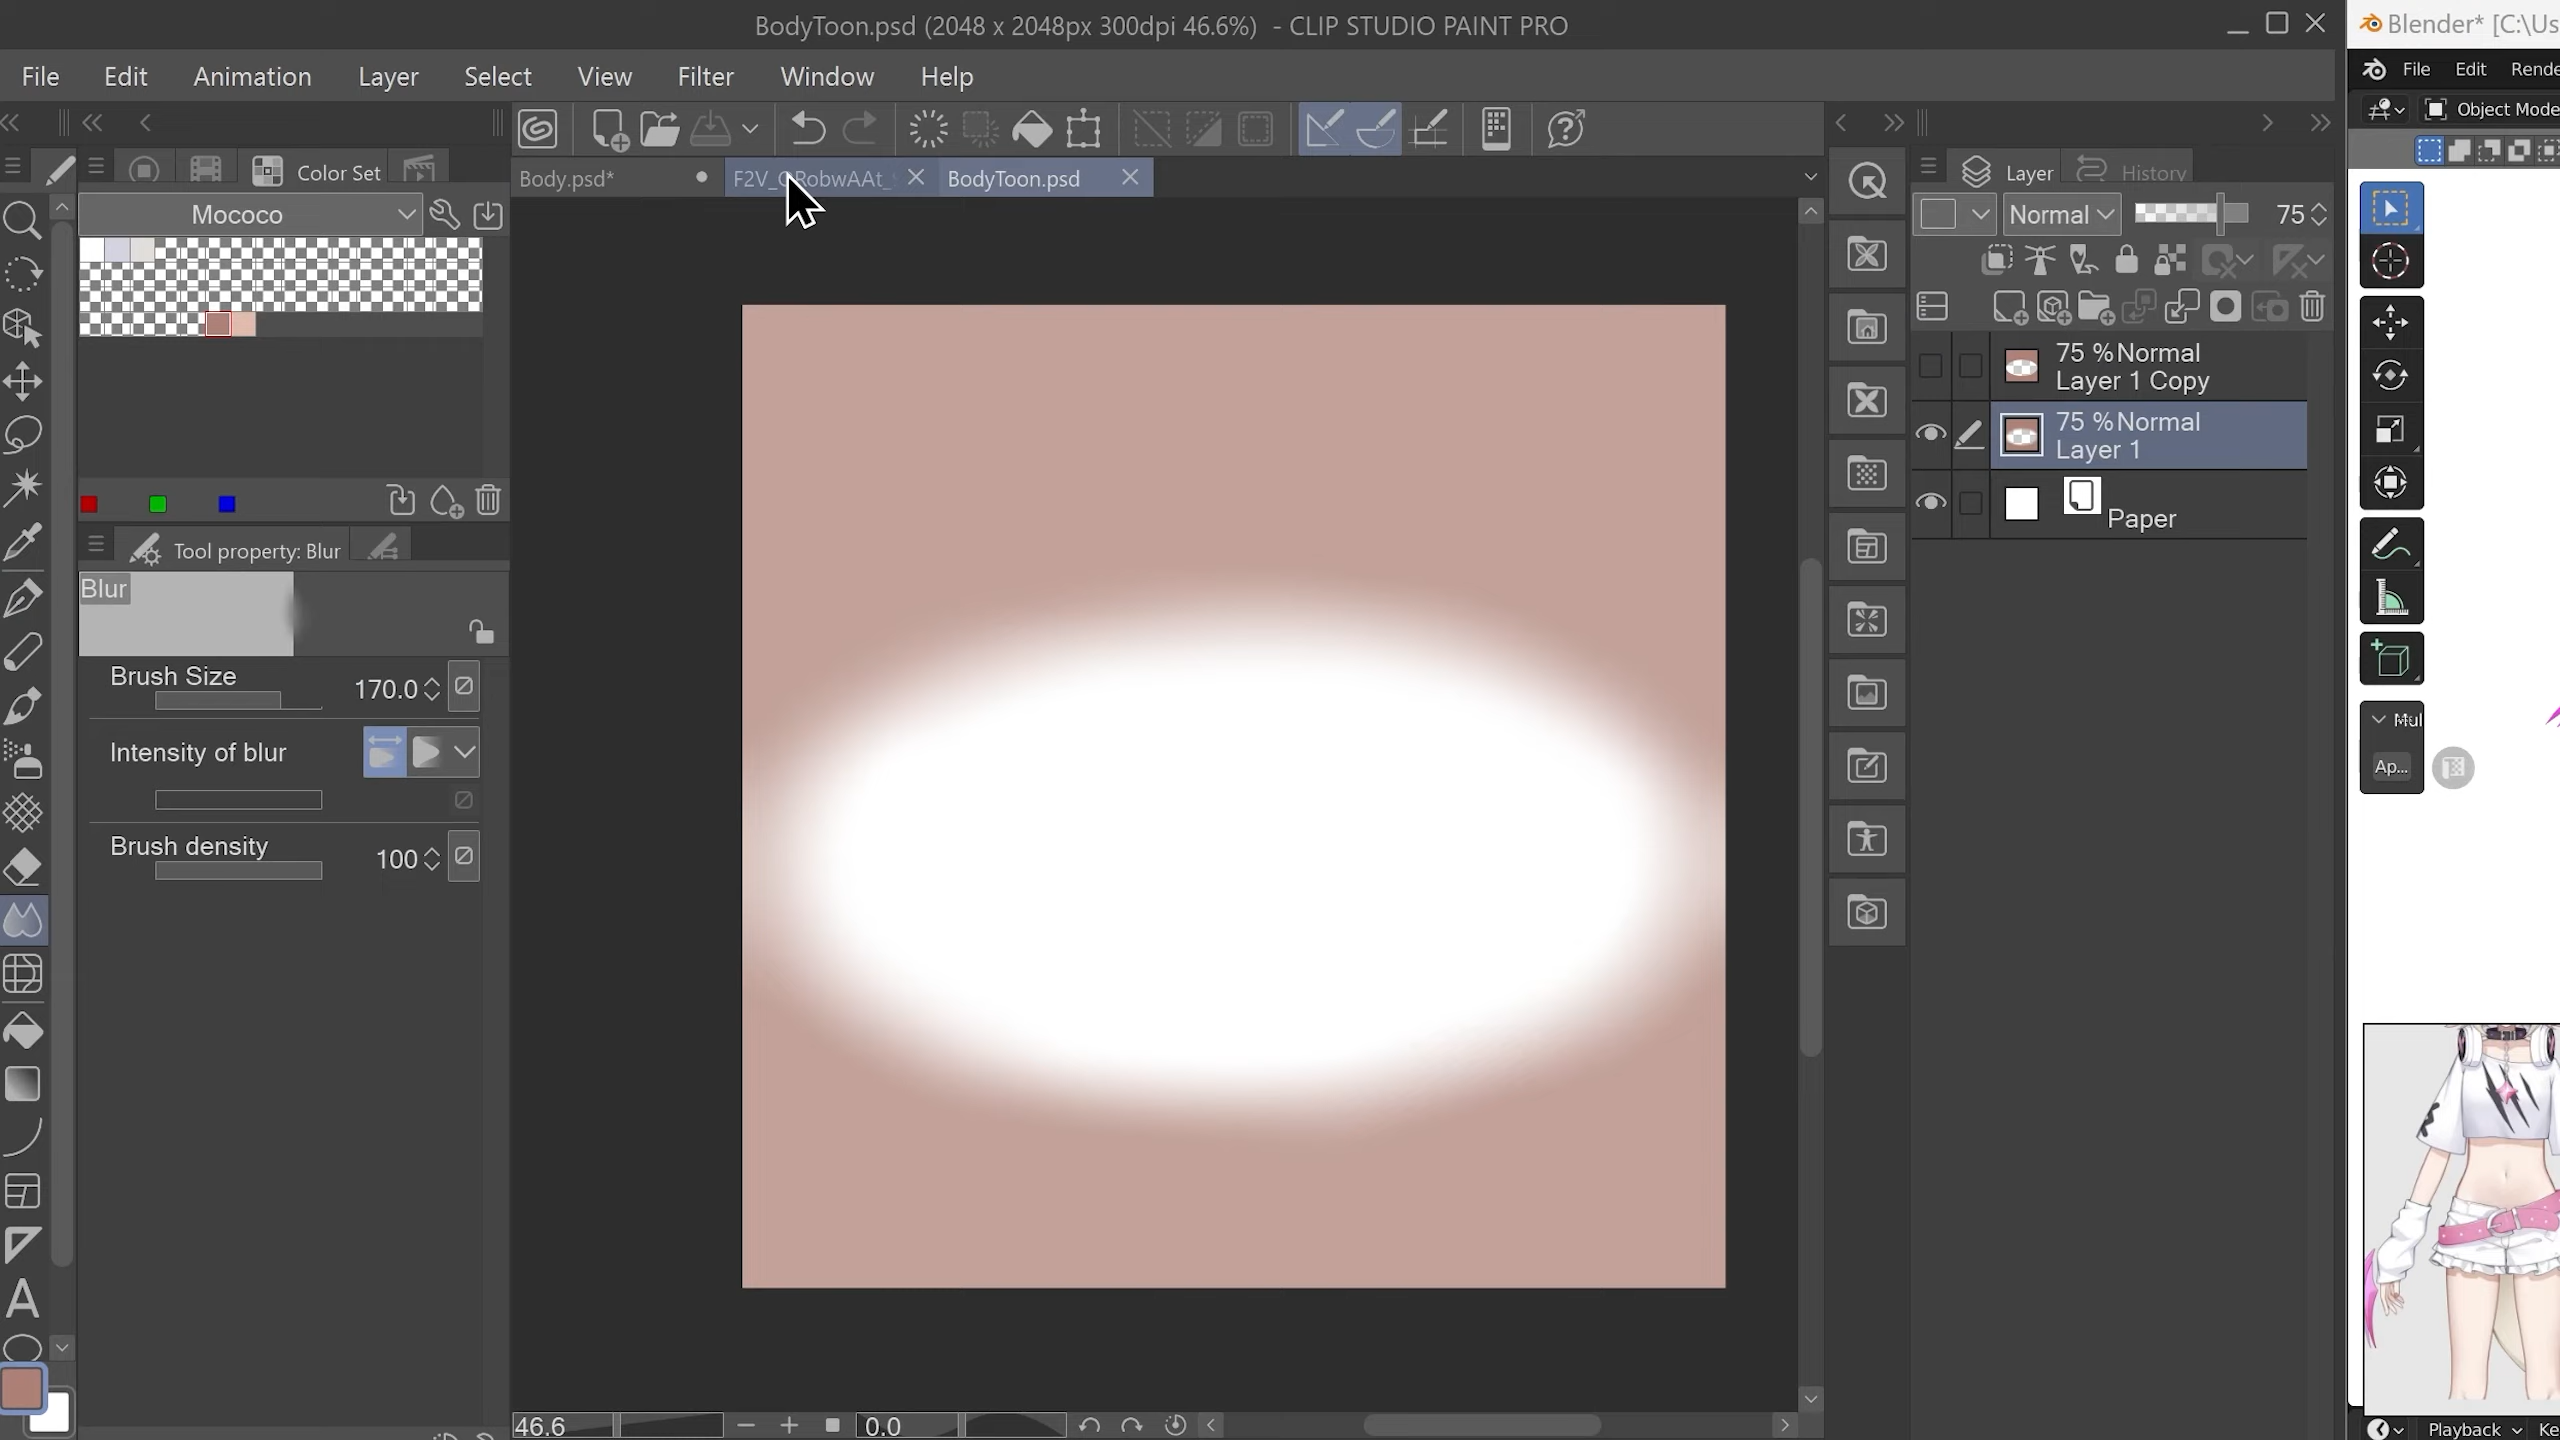 BodyToon.psd (2048 x 2048px 300dpi 46.6%) - CLIP STUDIO PAINT PRO
File Edit Animation Layer Select View Filter Window Help
Color Set
Mococo
Body.psd*
BodyToon.psd
Tool property: Blur
Blur
Brush Size 170.0
Intensity of blur
Brush density 100
A
46.6
0.0
Layer History
Normal 75
75 %Normal
Layer 1 Copy
75 %Normal
Layer 1
Paper
Blender* [C:\Us
File Edit Rende
Object Mode
Mul
Ap...
Playback Ke